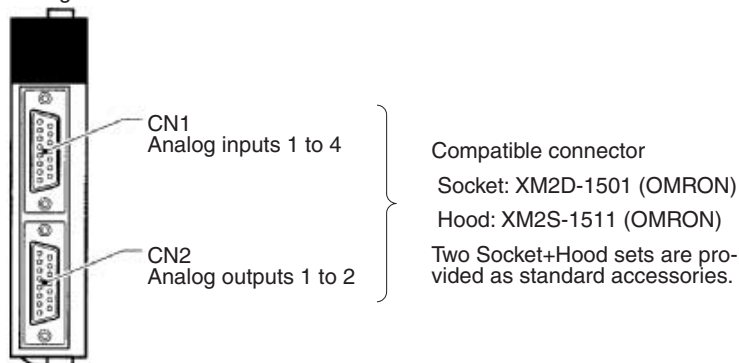 CN1
Analog inputs 1 to 4
CN2
Analog outputs 1 to 2
Compatible connector
Socket: XM2D-1501 (OMRON)
Hood: XM2S-1511 (OMRON)
Two Socket+Hood sets are pro-
vided as standard accessories.